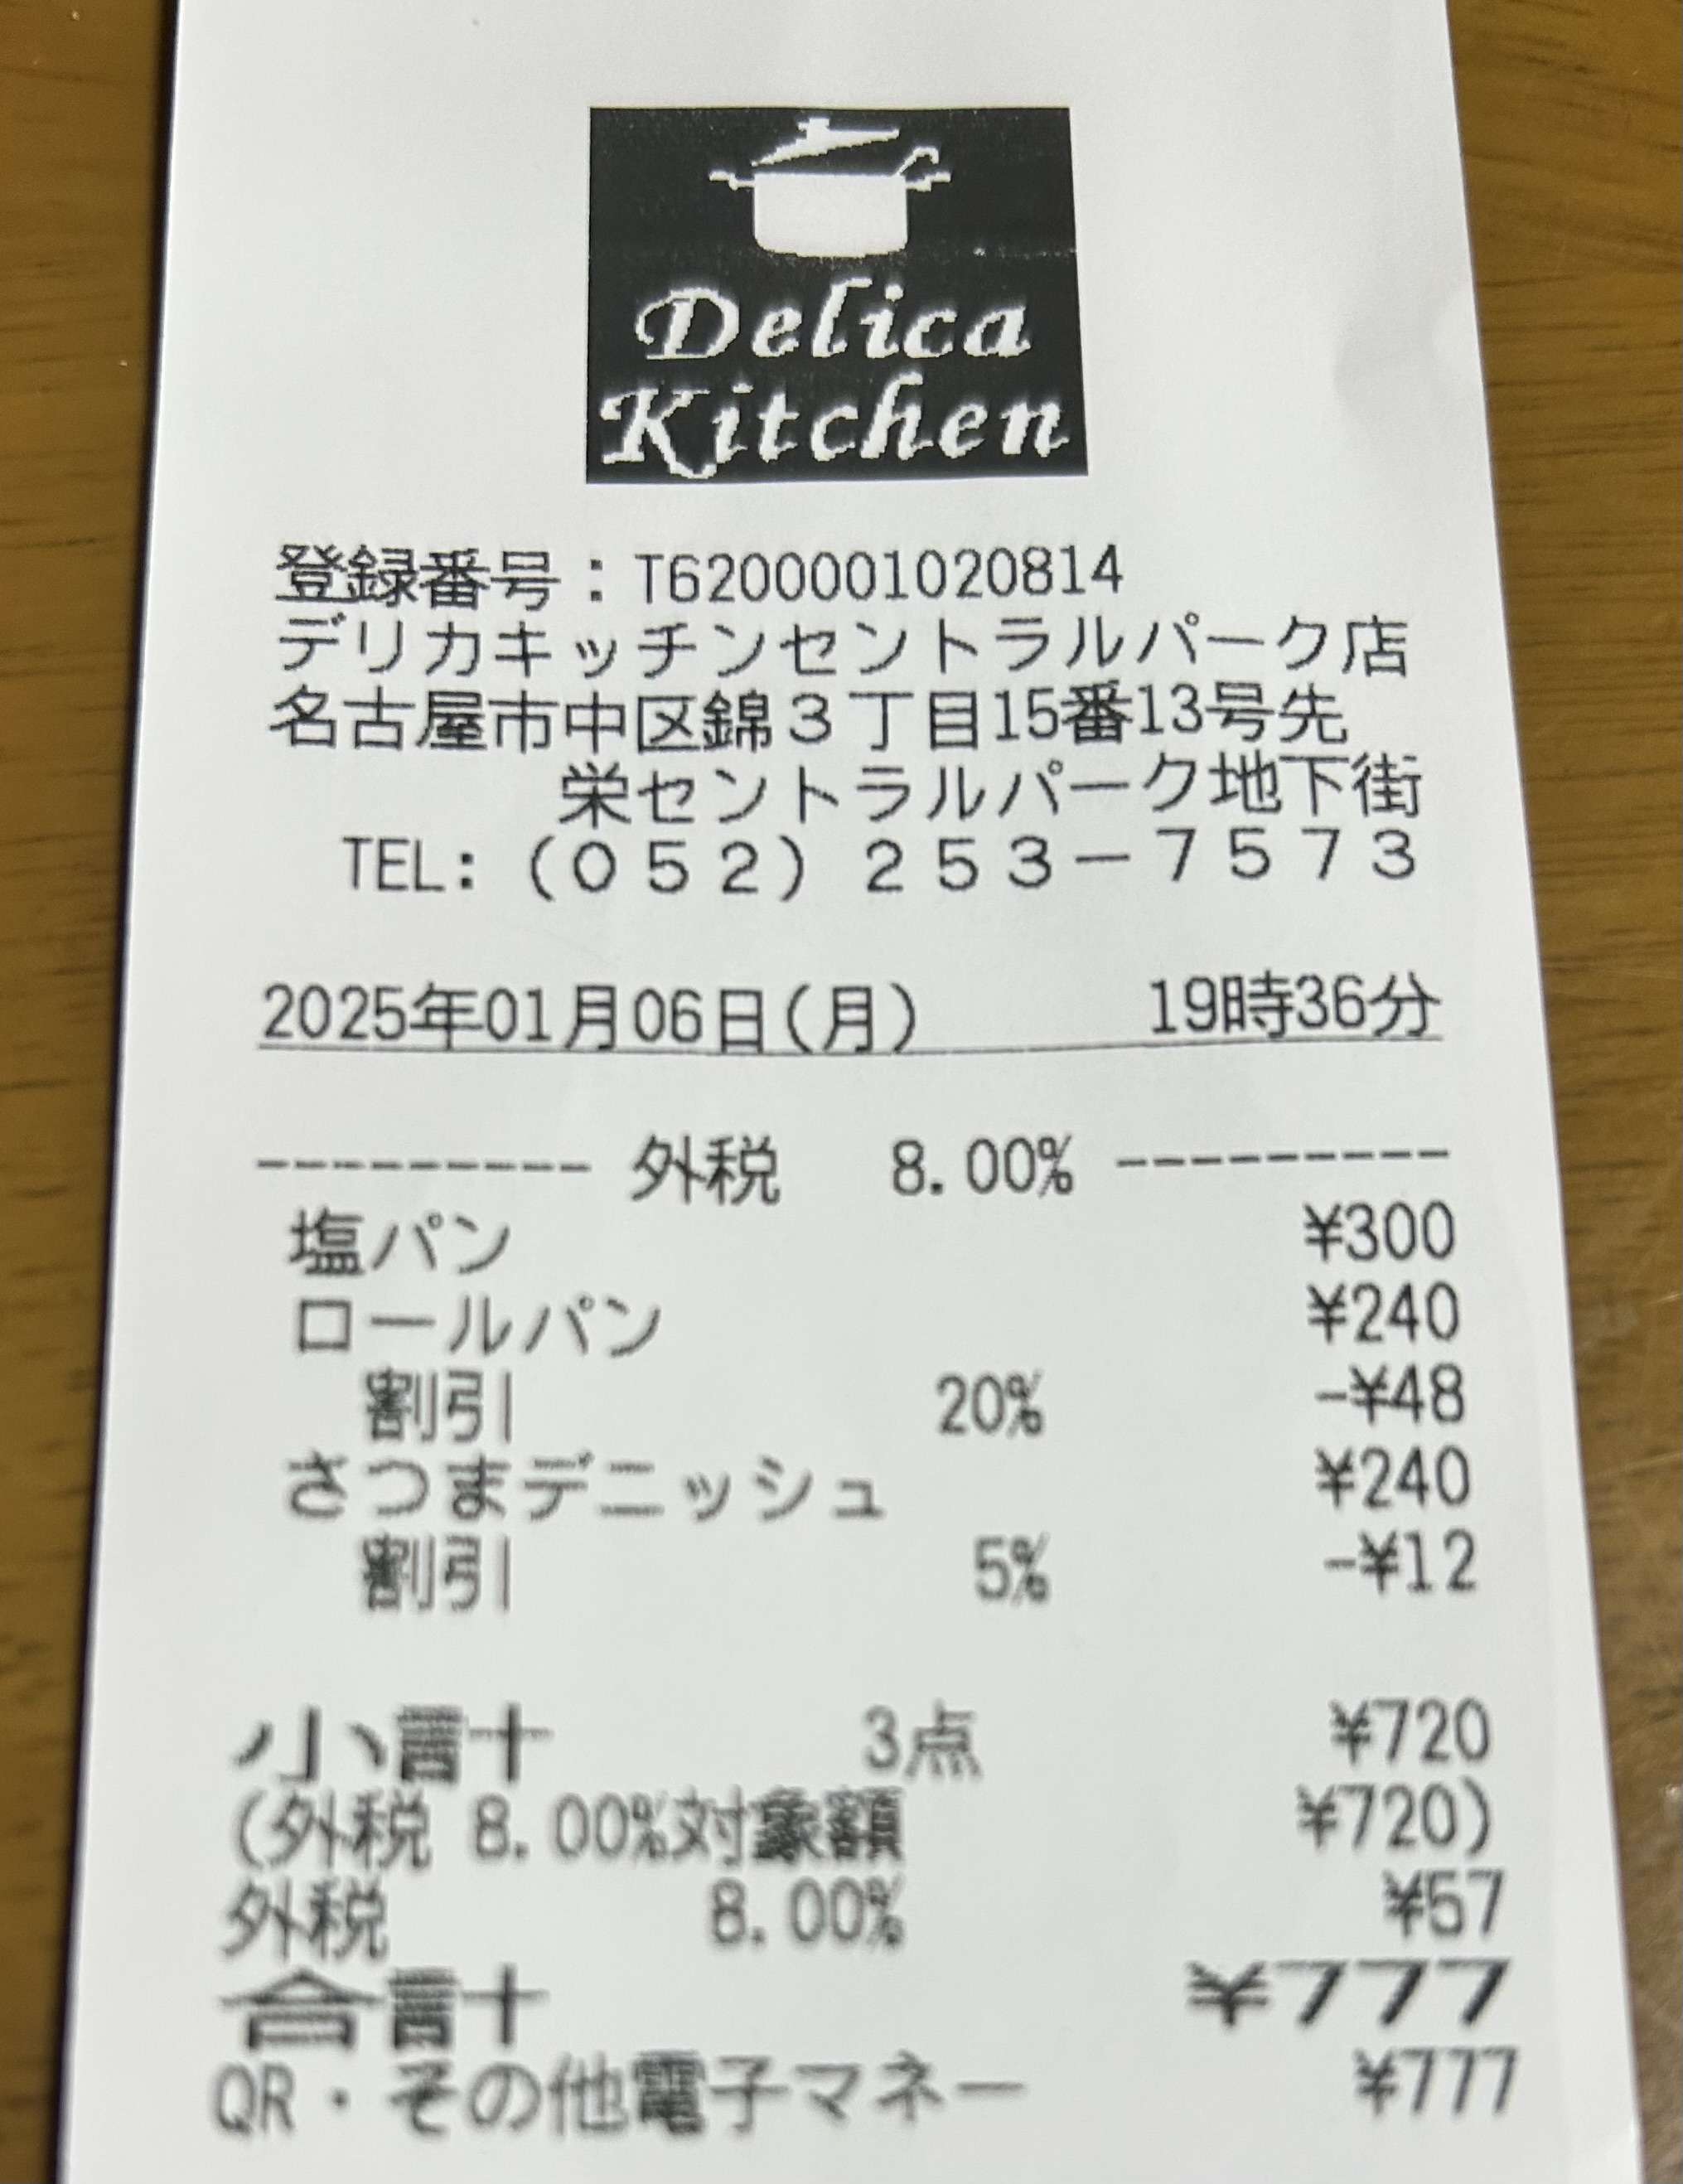 Delica
Kitchen
登録番号：T6200001020814
デリカキッチンセントラルパーク店
名古屋市中区錦３丁目15番13号先
栄セントラルパーク地下街
TEL:（０５２）２５３－７５７３
2025年01月06日(月) 19時36分
--------- 外税 8.00% ---------
塩パン ¥300
ロールパン ¥240
割引 20% -¥48
さつまデニッシュ ¥240
割引 5% -¥12
小計 3点 ¥720
(外税 8.00%対象額 ¥720)
外税 8.00% ¥57
合計 ¥777
QR・その他電子マネー ¥777